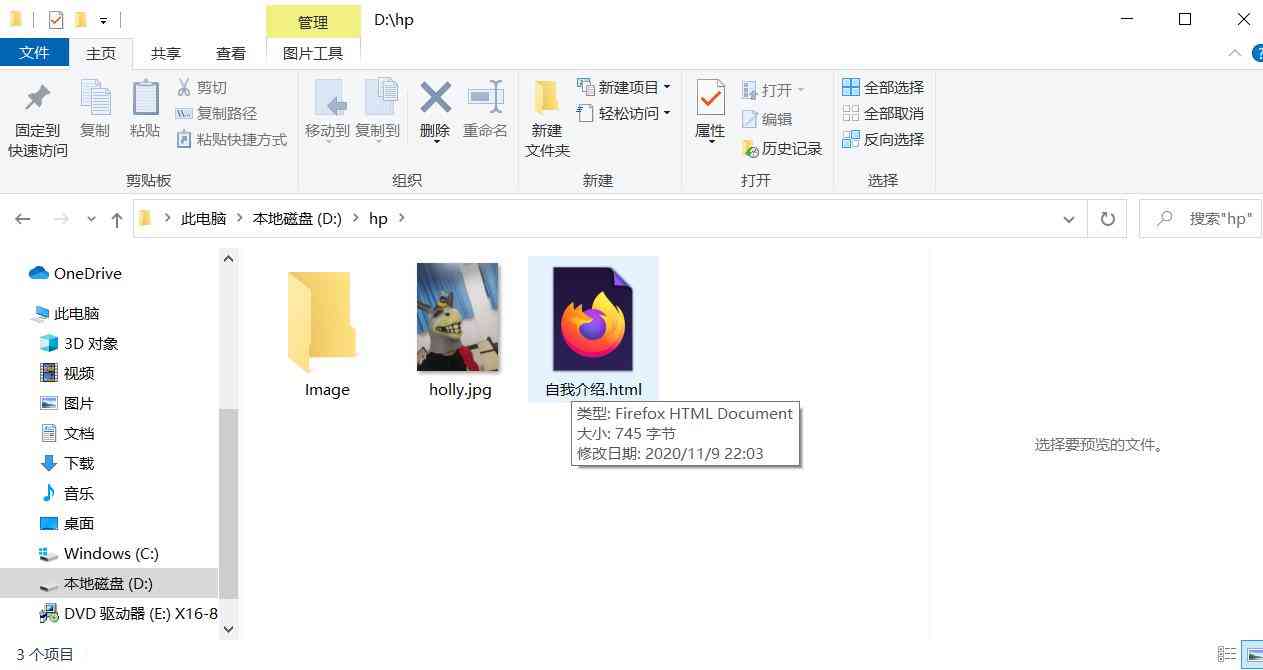 管理
D:\hp
文件
主页
共享
查看
图片工具
固定到
快速访问
复制
粘贴
剪切
复制路径
粘贴快捷方式
剪贴板
移动到
复制到
删除
重命名
组织
新建
文件夹
新建项目
轻松访问
新建
属性
打开
编辑
历史记录
打开
全部选择
全部取消
反向选择
选择
此电脑 > 本地磁盘 (D:) > hp >
搜索"hp"
OneDrive
此电脑
3D 对象
视频
图片
文档
下载
音乐
桌面
Windows (C:)
本地磁盘 (D:)
DVD 驱动器 (E:) X16-8
Image
holly.jpg
自我介绍.html
类型: Firefox HTML Document
大小: 745 字节
修改日期: 2020/11/9 22:03
选择要预览的文件。
3 个项目